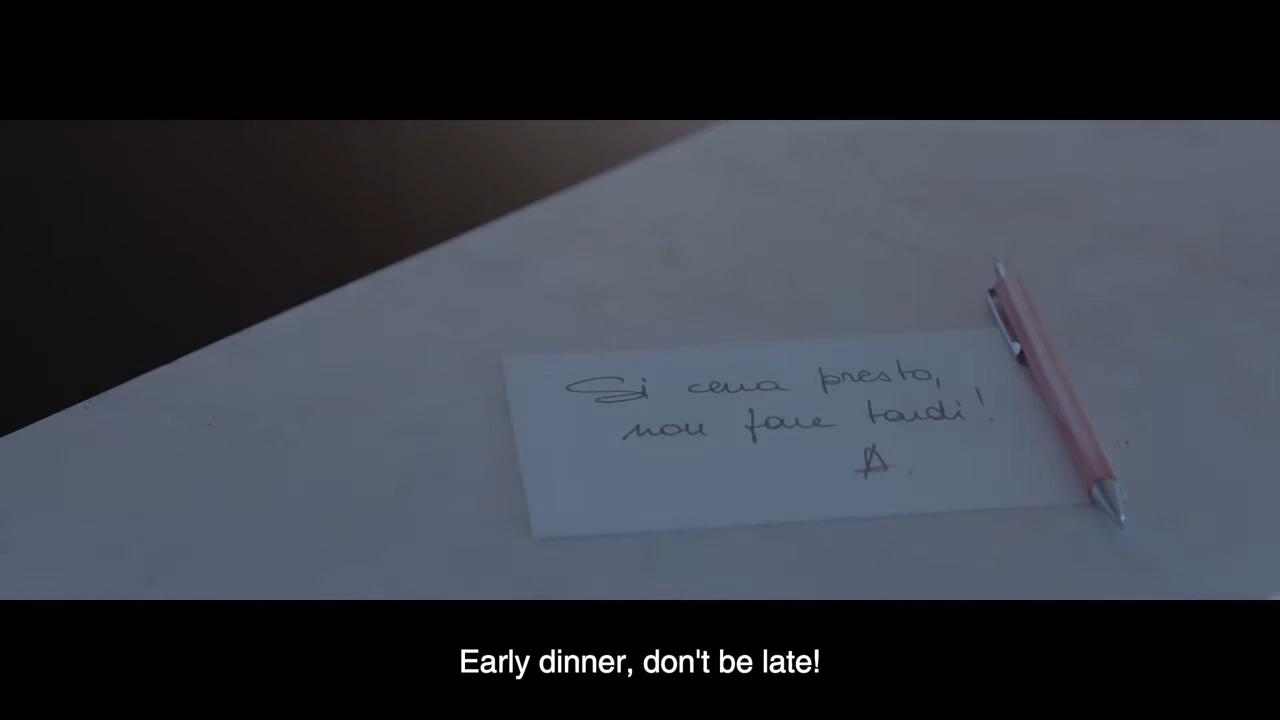 Si cena presto,
non fare tardi!
A.
Early dinner, don't be late!